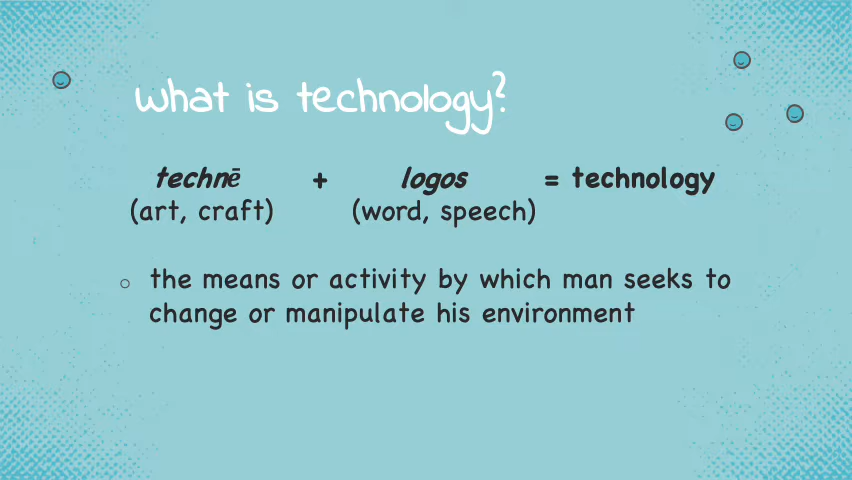 What is technology?
technē + logos = technology
(art, craft) (word, speech)
○ the means or activity by which man seeks to
change or manipulate his environment